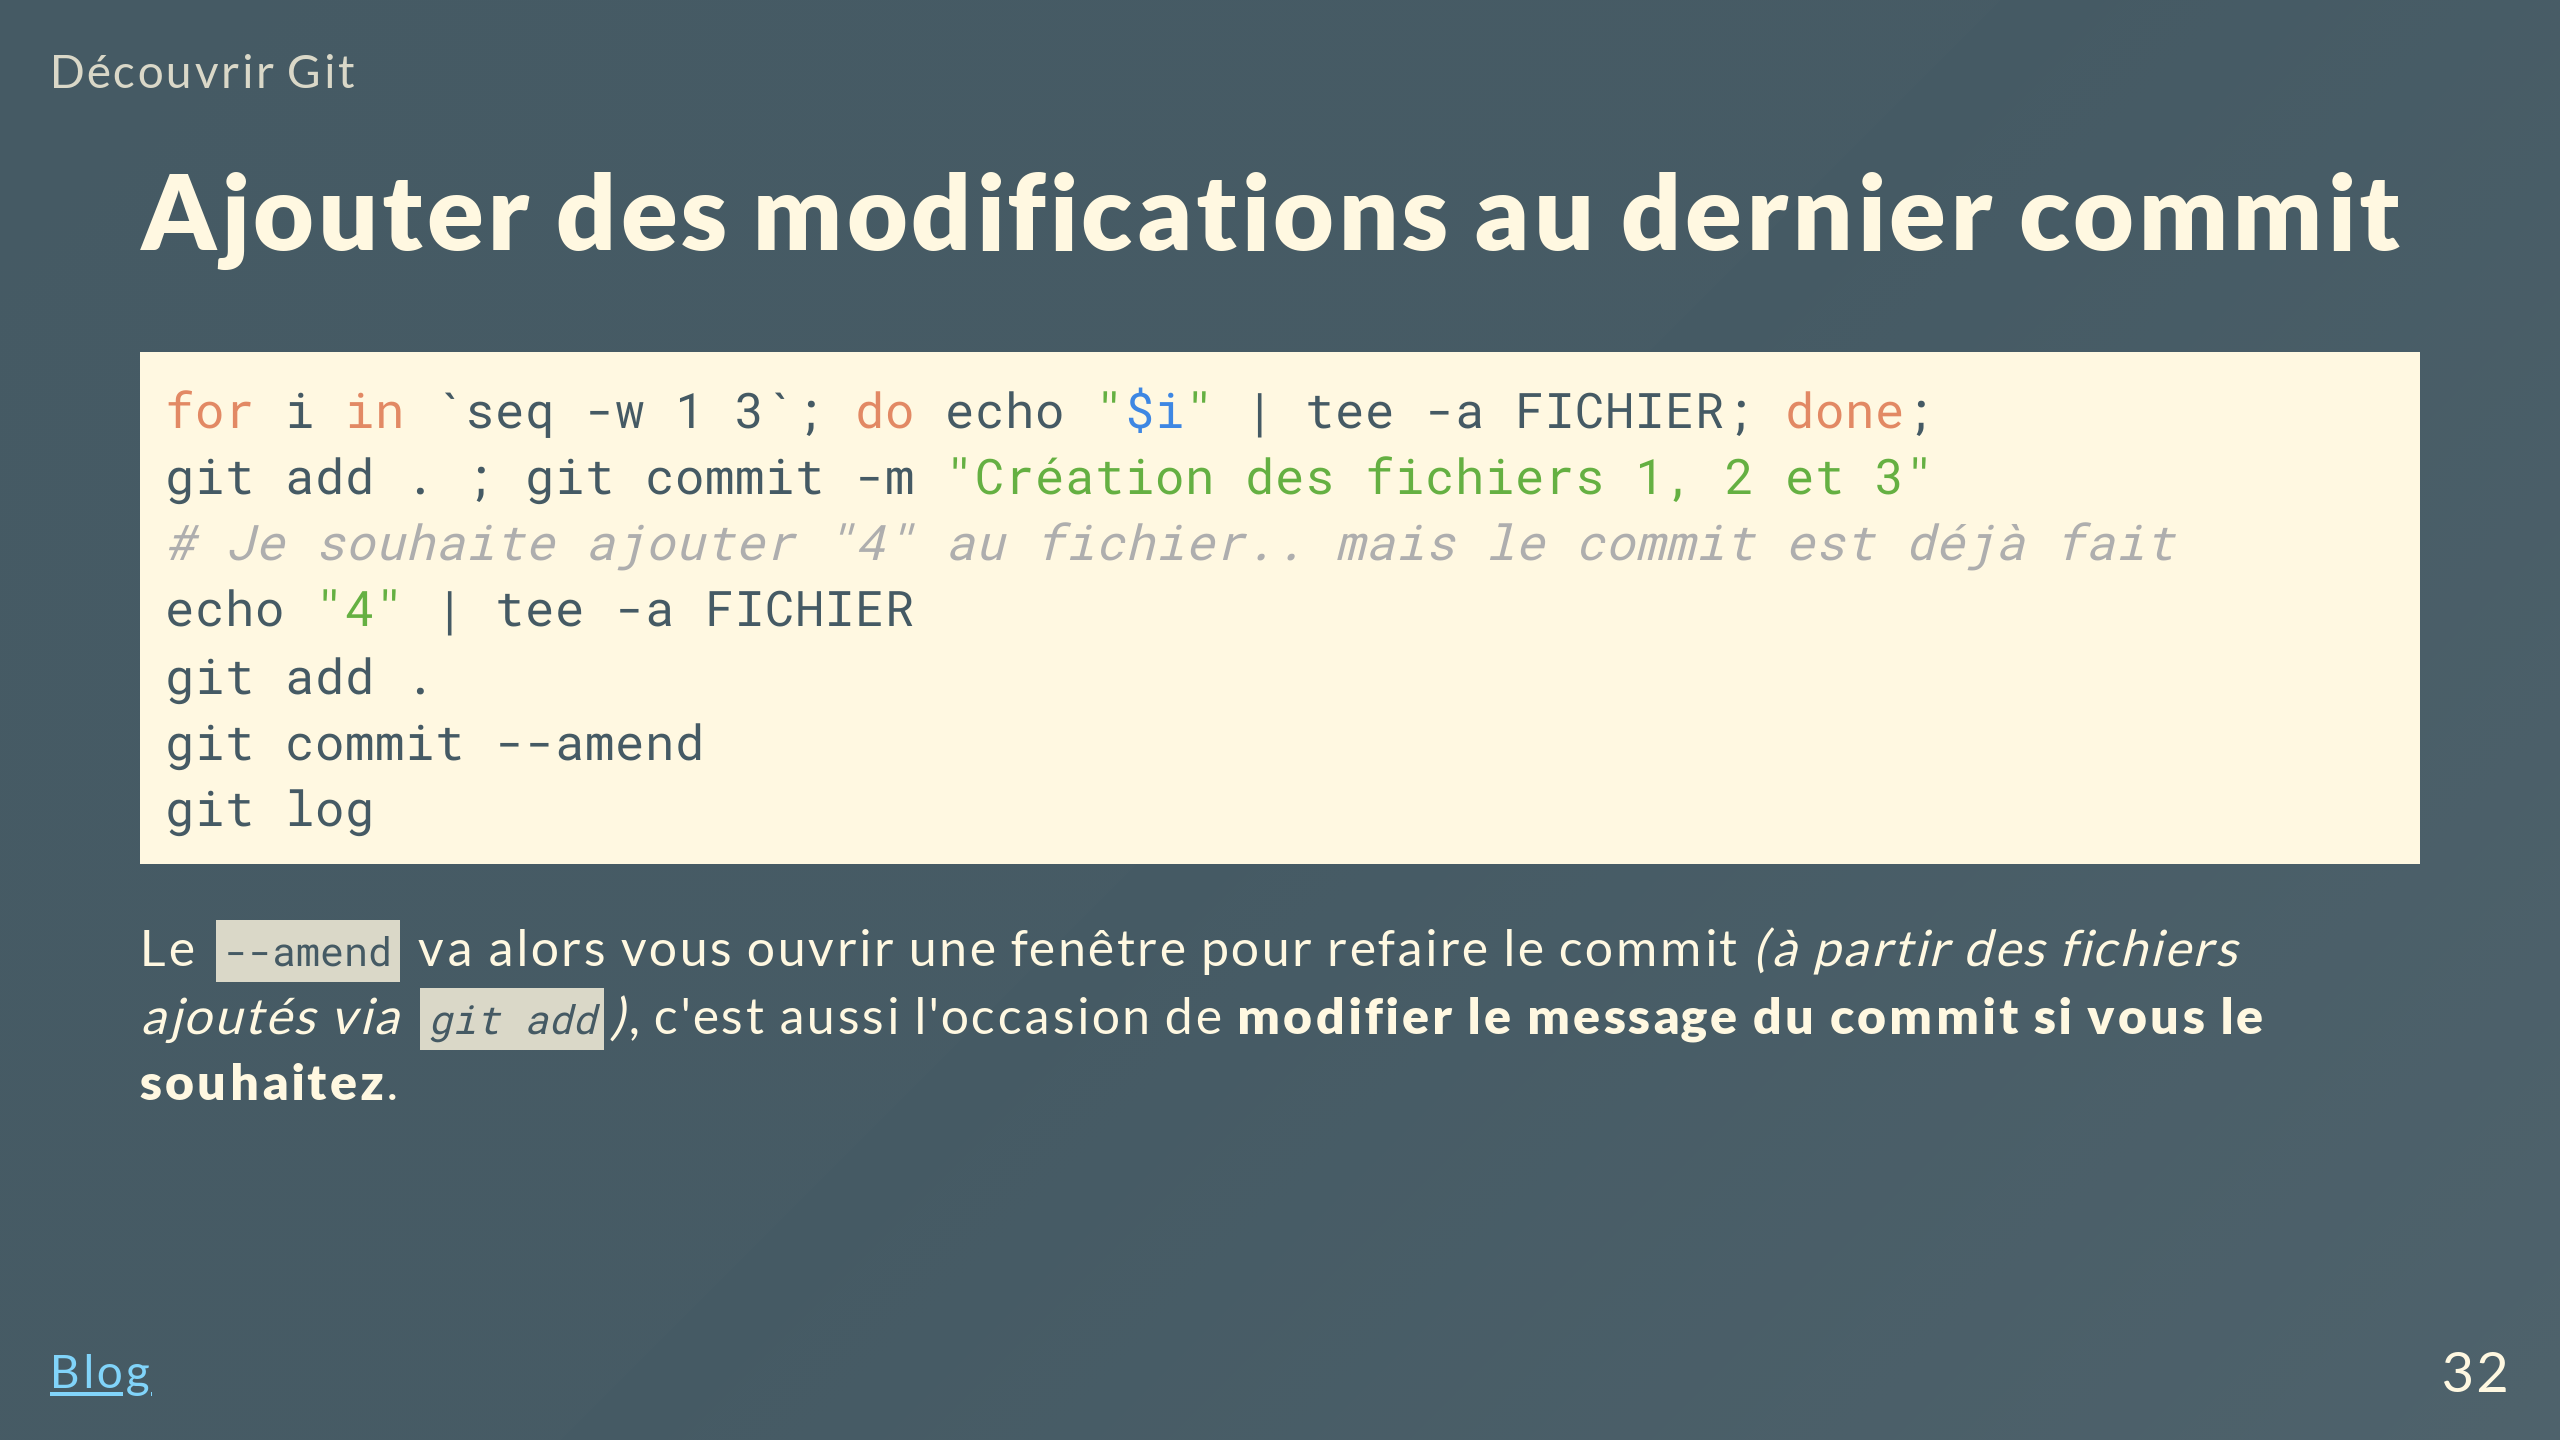 Découvrir Git
Ajouter des modifications au dernier commit
for i in `seq -w 1 3`; do echo "$i" | tee -a FICHIER; done;
git add . ; git commit -m "Création des fichiers 1, 2 et 3"
# Je souhaite ajouter "4" au fichier.. mais le commit est déjà fait
echo "4" | tee -a FICHIER
git add .
git commit --amend
git log
Le --amend va alors vous ouvrir une fenêtre pour refaire le commit (à partir des fichiers
ajoutés via git add), c'est aussi l'occasion de modifier le message du commit si vous le
souhaitez.
Blog
32